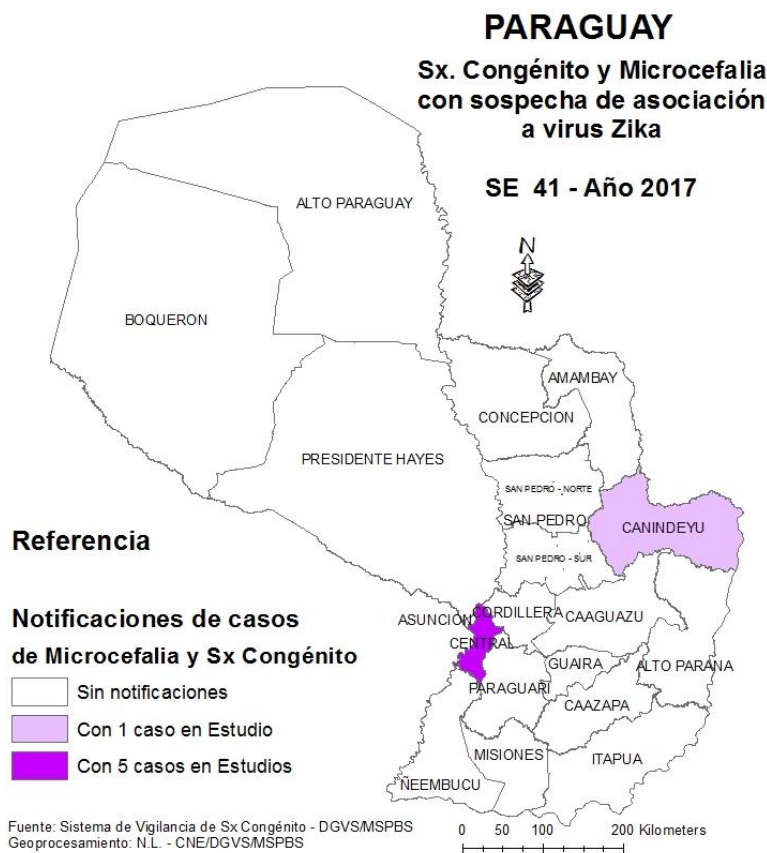 PARAGUAY
Sx. Congénito y Microcefalia
con sospecha de asociación
a virus Zika
SE 41 - Año 2017
N
ALTO PARAGUAY
BOQUERON
AMAMBAY
CONCEPCION
PRESIDENTE HAYES
SAN PEDRO - NORTE
SAN PEDRO
CANINDEYU
SAN PEDRO - SUR
ASUNCIÓN
CORDILLERA
CAAGUAZU
CENTRAL
GUAIRA
ALTO PARANA
PARAGUARI
CAAZAPA
MISIONES
ITAPUA
ÑEEMBUCU
Referencia
Notificaciones de casos
de Microcefalia y Sx Congénito
Sin notificaciones
Con 1 caso en Estudio
Con 5 casos en Estudios
Fuente: Sistema de Vigilancia de Sx Congénito - DGVS/MSPBS
Geoprocesamiento: N.L. - CNE/DGVS/MSPBS
0 50 100 200 Kilometers